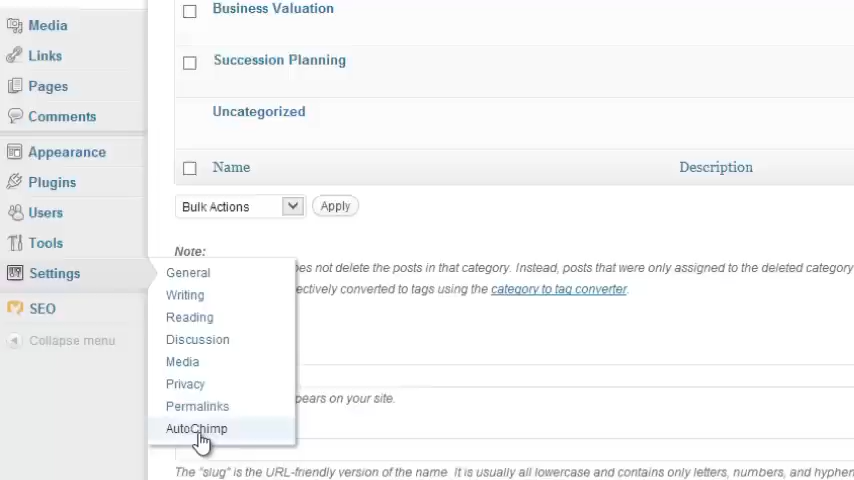 Media
Links
Pages
Comments
Appearance
Plugins
Users
Tools
Settings
SEO
Collapse menu
General
Writing
Reading
Discussion
Media
Privacy
Permalinks
AutoChimp
Business Valuation
Succession Planning
Uncategorized
Name Description
Bulk Actions Apply
Note:
not delete the posts in that category. Instead, posts that were only assigned to the deleted category
converted to tags using the category to tag converter.
on your site.
The "slug" is the URL-friendly version of the name. It is usually all lowercase and contains only letters, numbers, and hyphen